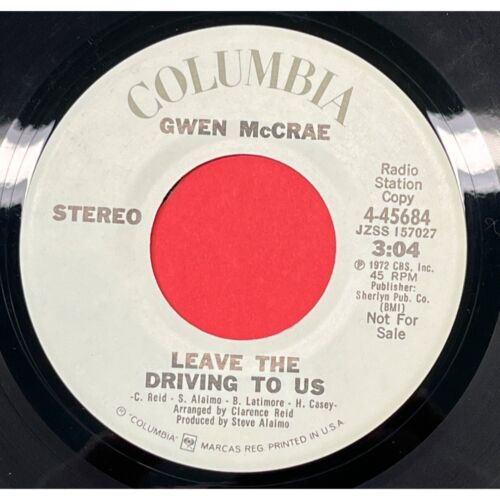 COLUMBIA
GWEN McCRAE
STEREO
Radio
Station
Copy
4-45684
JZSS 157027
3:04
Ⓟ 1972 CBS, Inc.
45 RPM
Publisher:
Sherlyn Pub. Co.
(BMI)
Not For
Sale
LEAVE THE
DRIVING TO US
-C. Reid - S. Alaimo - B. Latimore - H. Casey-
Arranged by Clarence Reid
Produced by Steve Alaimo
® "COLUMBIA" MARCAS REG. PRINTED IN U.S.A.